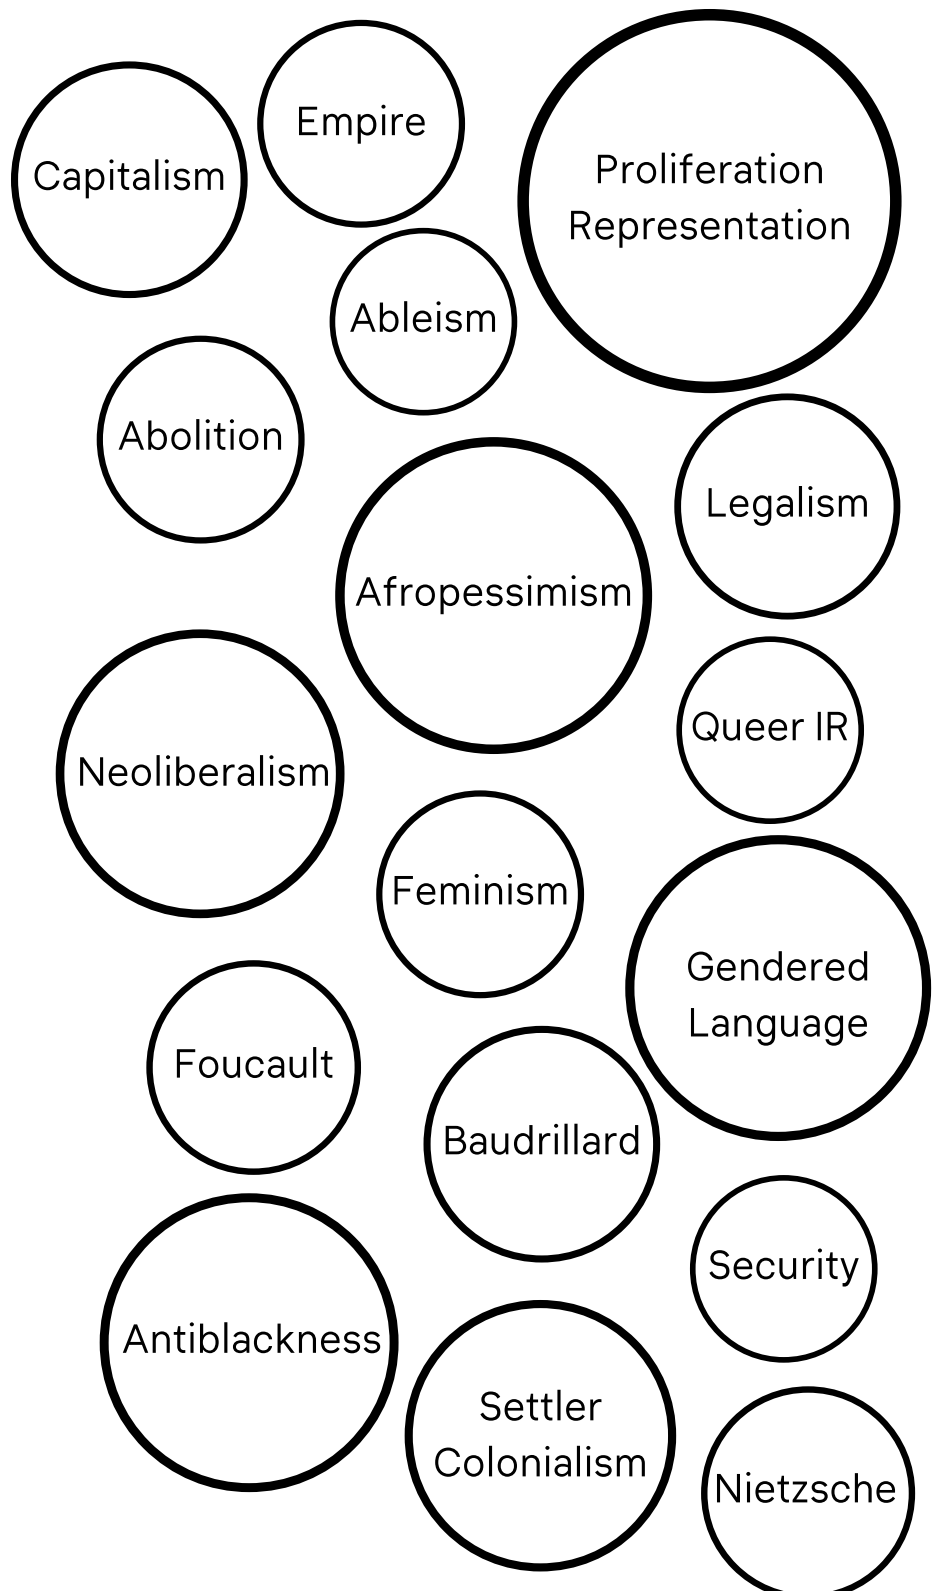 Empire
Capitalism
Proliferation
Representation
Ableism
Abolition
Legalism
Afropessimism
Queer IR
Neoliberalism
Feminism
Gendered
Language
Foucault
Baudrillard
Security
Antiblackness
Settler
Colonialism
Nietzsche